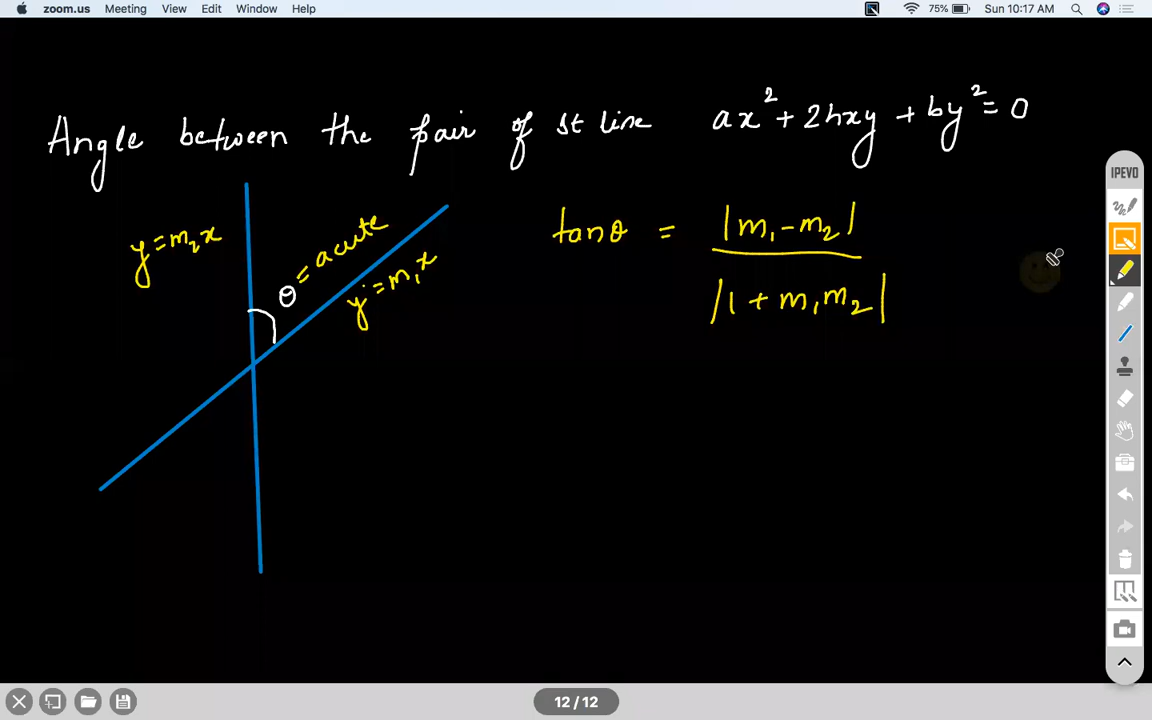 zoom.us Meeting View Edit Window Help 75% Sun 10:17 AM
Angle between the pair of st line ax² + 2hxy + by² = 0
IPEVO
y = m₂x
θ = acute
y = m₁x
tanθ = |m₁ - m₂| / |1 + m₁m₂|
12 / 12